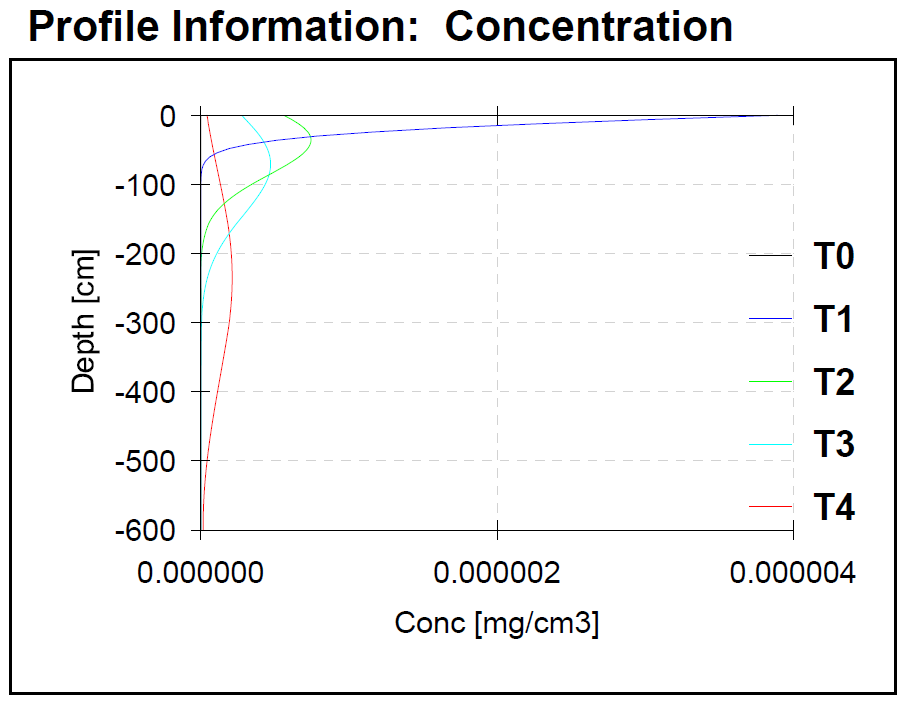 Profile Information:  Concentration
0
-100
-200
-300
-400
-500
-600
Depth [cm]
0.000000
0.000002
0.000004
Conc [mg/cm3]
T0
T1
T2
T3
T4